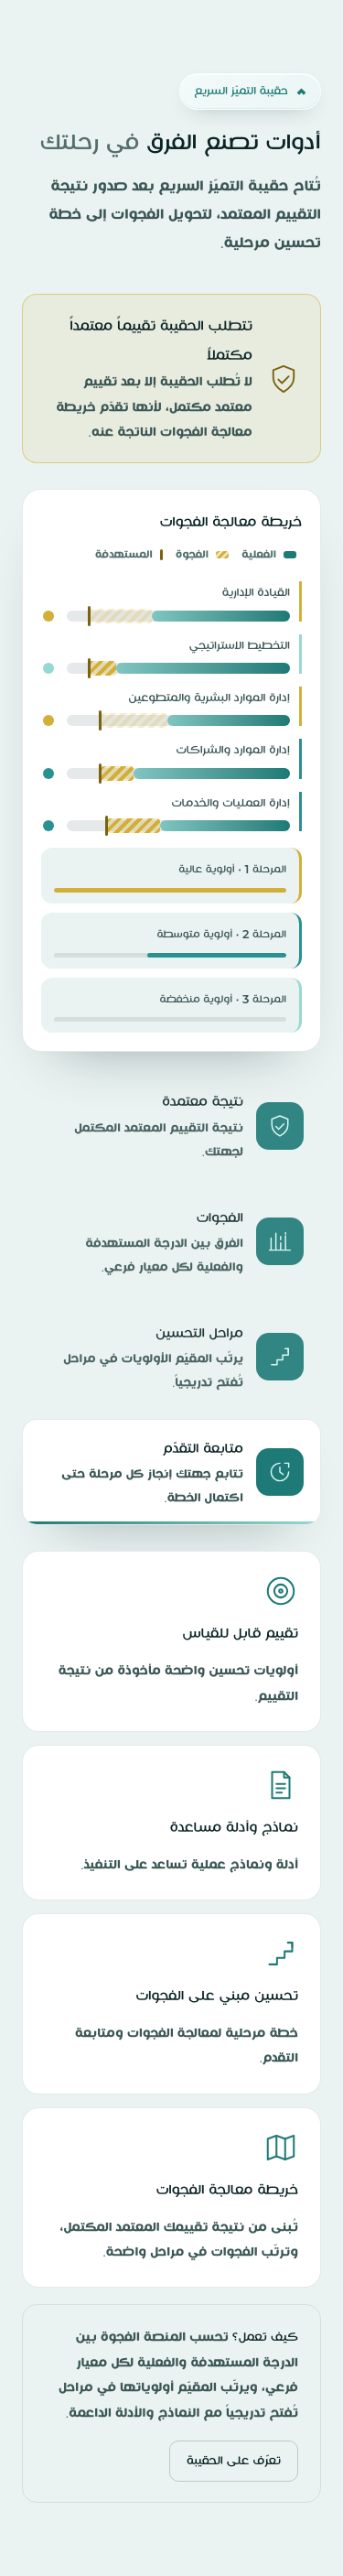 حقيبة التميّز السريع
أدوات تصنع الفرق في رحلتك
تُتاح حقيبة التميّز السريع بعد صدور نتيجة
التقييم المعتمد، لتحويل الفجوات إلى خطة
تحسين مرحلية.
تتطلب الحقيبة تقييماً معتمداً
مكتملاً
لا تُطلب الحقيبة إلا بعد تقييم
معتمد مكتمل، لأنها تقدّم خريطة
معالجة الفجوات الناتجة عنه.
خريطة معالجة الفجوات
الفعلية
الفجوة
المستهدفة
القيادة الإدارية
التخطيط الاستراتيجي
إدارة الموارد البشرية والمتطوعين
إدارة الموارد والشراكات
إدارة العمليات والخدمات
المرحلة 1 · أولوية عالية
المرحلة 2 · أولوية متوسطة
المرحلة 3 · أولوية منخفضة
نتيجة معتمدة
نتيجة التقييم المعتمد المكتمل
لجهتك.
الفجوات
الفرق بين الدرجة المستهدفة
والفعلية لكل معيار فرعي.
مراحل التحسين
يرتّب المقيّم الأولويات في مراحل
تُفتح تدريجياً.
متابعة التقدّم
تتابع جهتك إنجاز كل مرحلة حتى
اكتمال الخطة.
تقييم قابل للقياس
أولويات تحسين واضحة مأخوذة من نتيجة
التقييم.
نماذج وأدلة مساعدة
أدلة ونماذج عملية تساعد على التنفيذ.
تحسين مبني على الفجوات
خطة مرحلية لمعالجة الفجوات ومتابعة
التقدم.
خريطة معالجة الفجوات
تُبنى من نتيجة تقييمك المعتمد المكتمل،
وترتّب الفجوات في مراحل واضحة.
كيف تعمل؟ تحسب المنصة الفجوة بين
الدرجة المستهدفة والفعلية لكل معيار
فرعي، ويرتّب المقيّم أولوياتها في مراحل
تُفتح تدريجياً مع النماذج والأدلة الداعمة.
تعرّف على الحقيبة